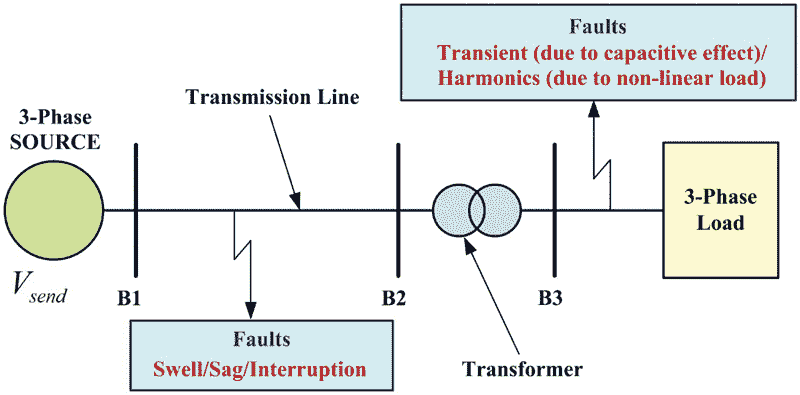 Faults
Transient (due to capacitive effect)/
Harmonics (due to non-linear load)
Transmission Line
3-Phase
SOURCE
3-Phase
Load
Vsend
B1
B2
B3
Faults
Swell/Sag/Interruption
Transformer